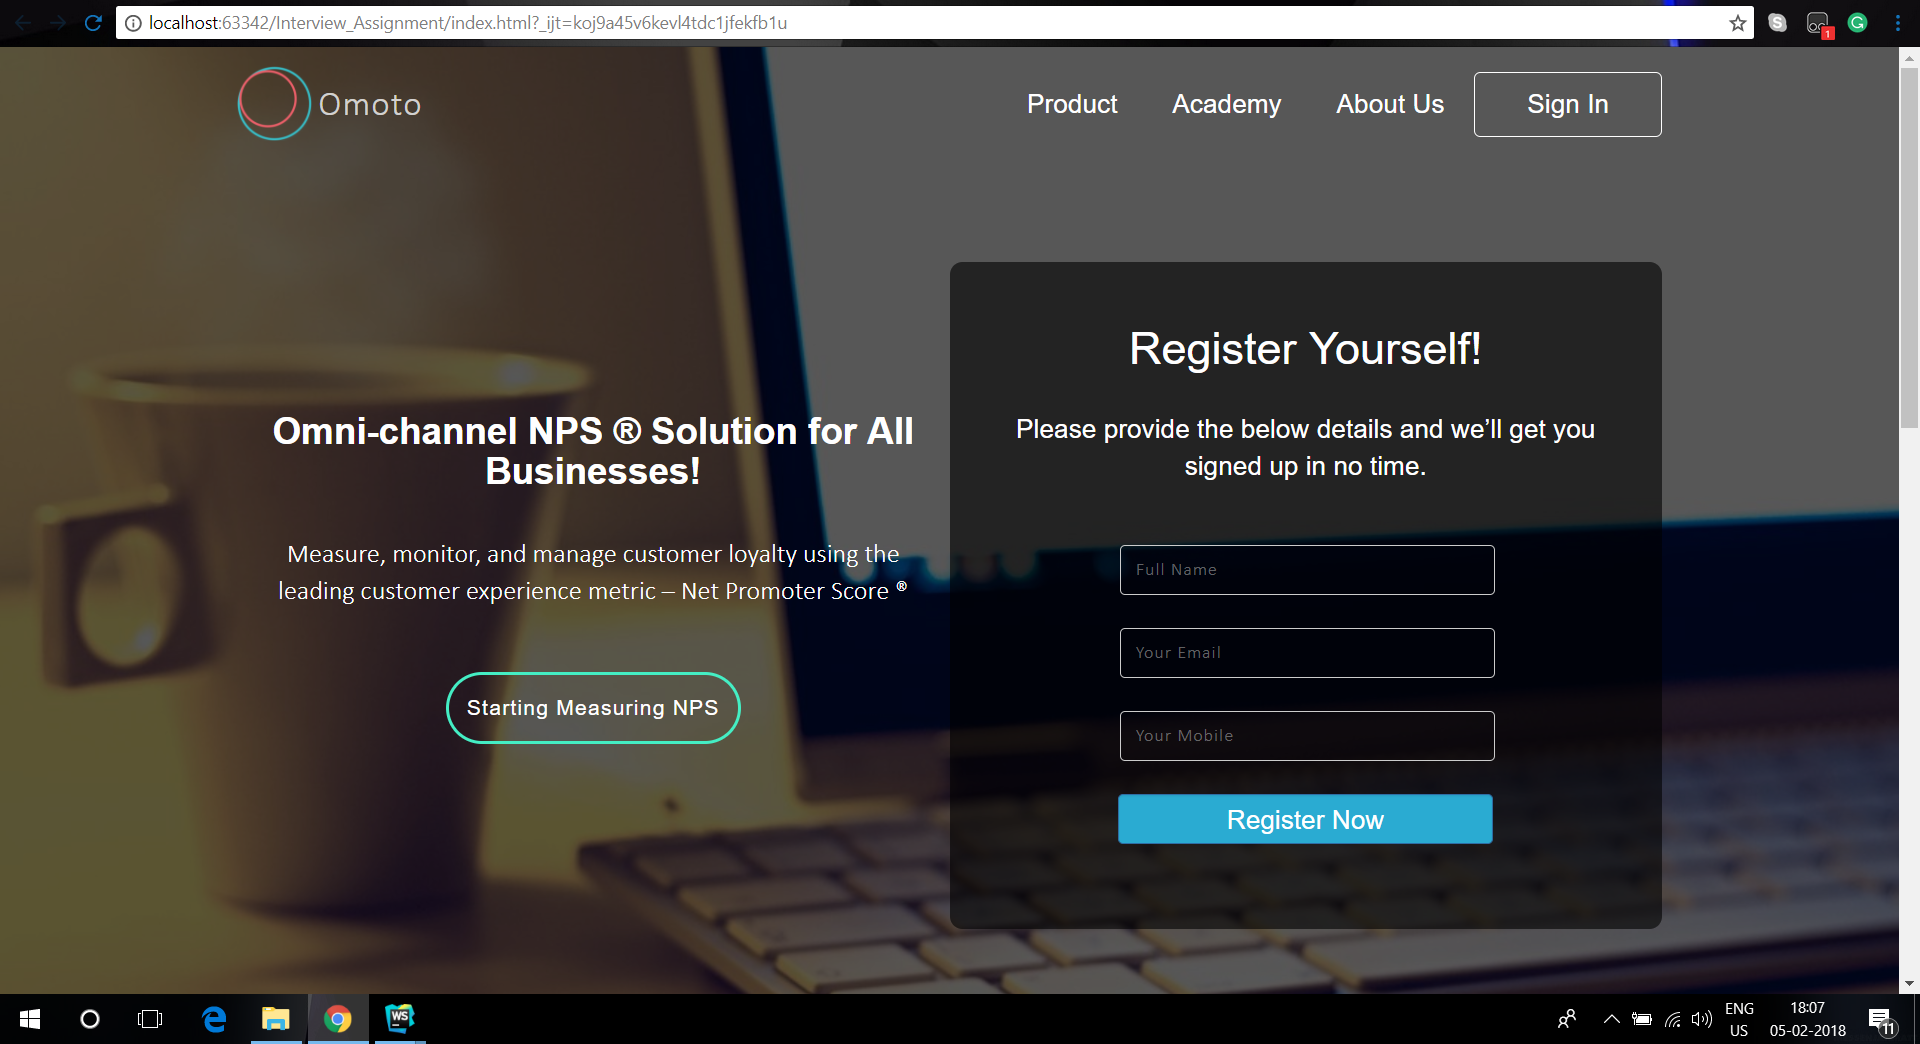 localhost:63342/Interview_Assignment/index.html?_ijt=koj9a45v6kevl4tdc1jfekfb1u
1
Omoto
Product
Academy
About Us
Sign In
Omni-channel NPS ® Solution for All
Businesses!
Measure, monitor, and manage customer loyalty using the
leading customer experience metric – Net Promoter Score ®
Starting Measuring NPS
Register Yourself!
Please provide the below details and we’ll get you
signed up in no time.
Full Name
Your Email
Your Mobile
Register Now
WS
ENG
US
18:07
05-02-2018
11